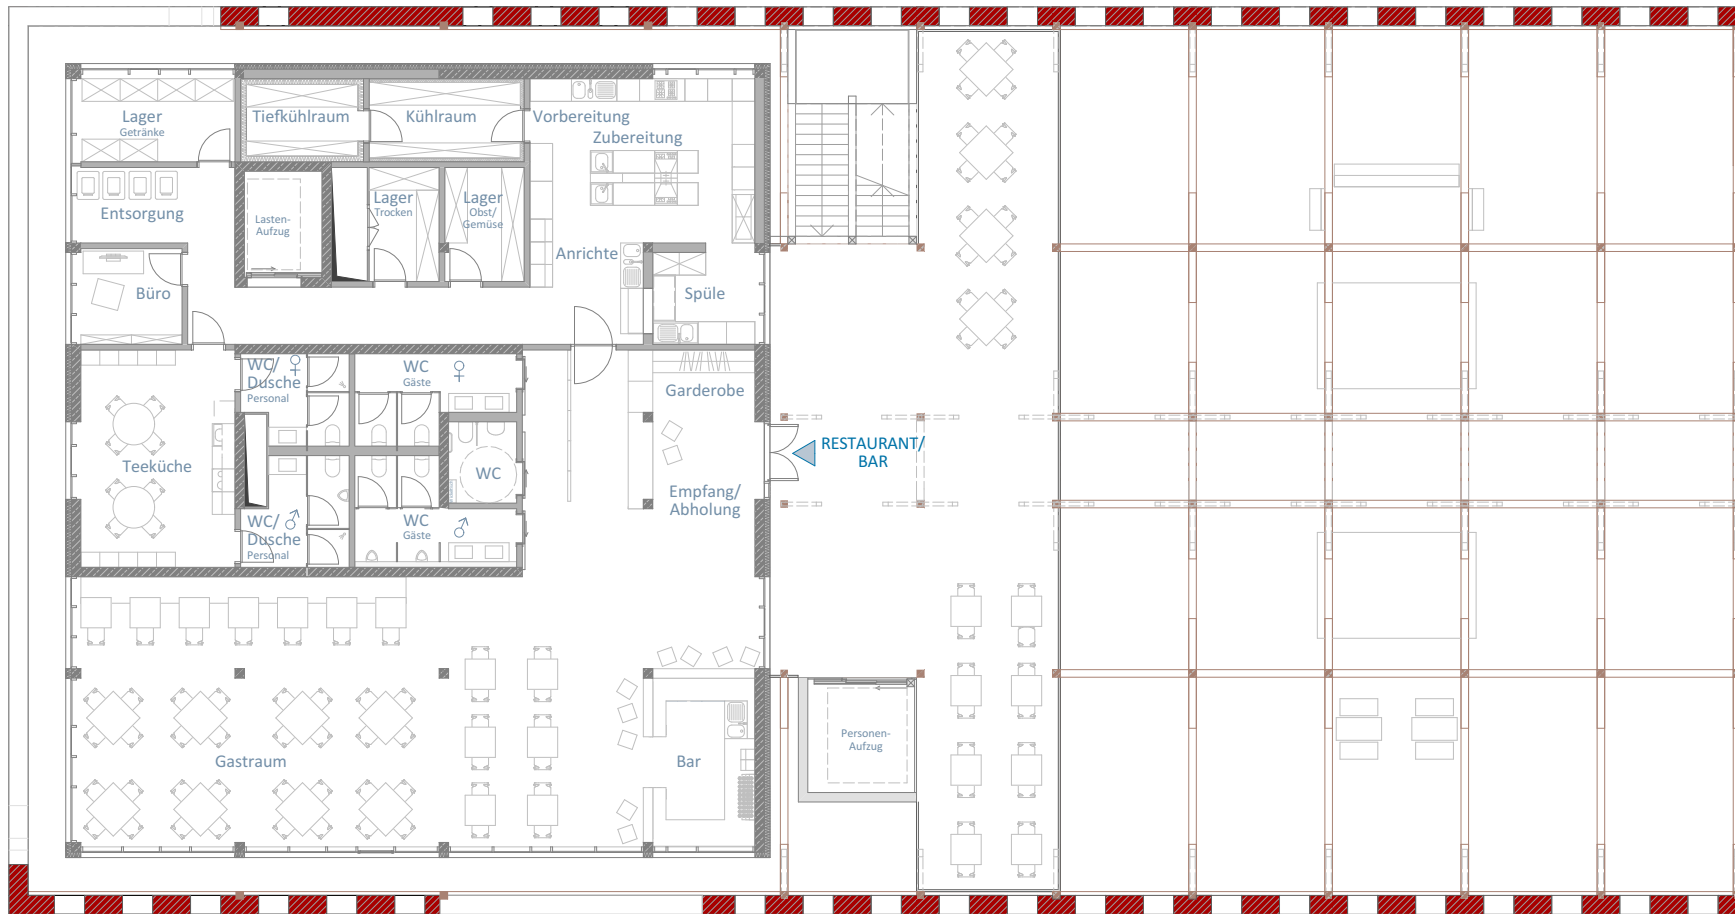 Lager
Getränke
Tiefkühlraum
Kühlraum
Vorbereitung
Zubereitung
Entsorgung
Lasten-
Aufzug
Lager
Trocken
Lager
Obst/
Gemüse
Anrichte
Büro
Spüle
WC/
Dusche
Personal
WC
Gäste
Garderobe
Teeküche
WC
RESTAURANT/
BAR
Empfang/
Abholung
WC/
Dusche
Personal
WC
Gäste
Gastraum
Bar
Personen-
Aufzug